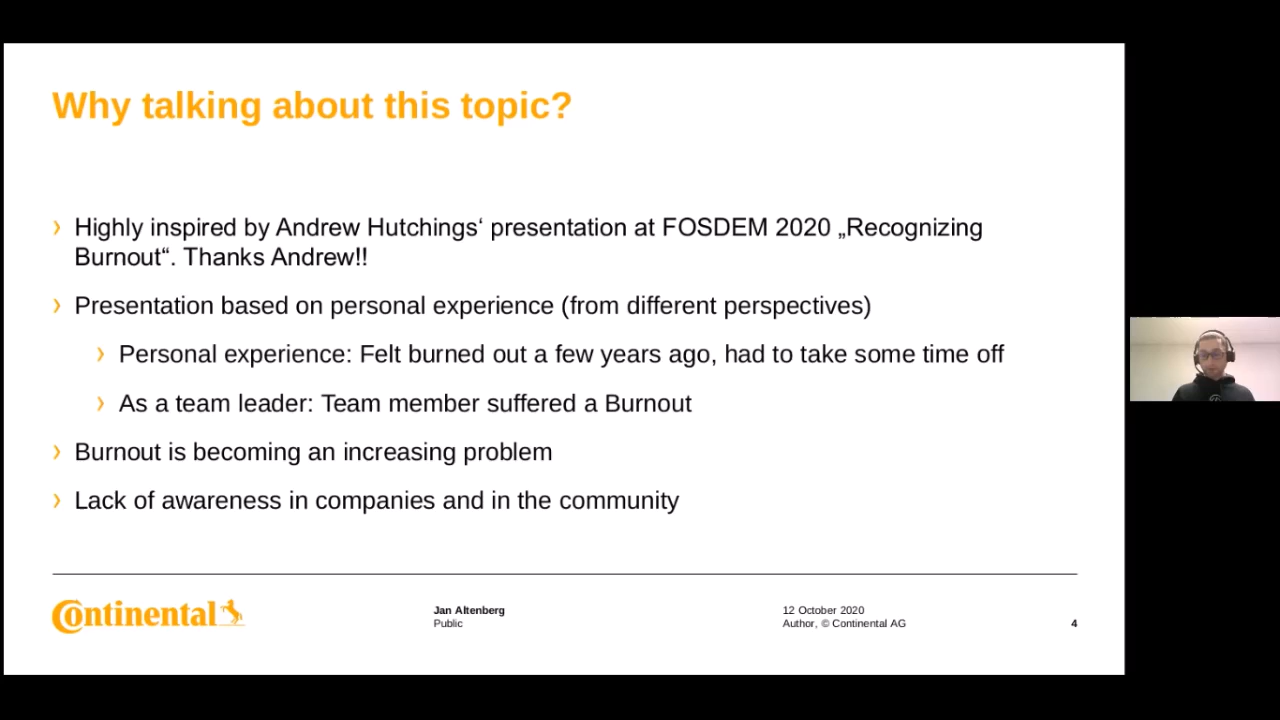 Why talking about this topic?
› Highly inspired by Andrew Hutchings‘ presentation at FOSDEM 2020 „Recognizing
Burnout“. Thanks Andrew!!
› Presentation based on personal experience (from different perspectives)
› Personal experience: Felt burned out a few years ago, had to take some time off
› As a team leader: Team member suffered a Burnout
› Burnout is becoming an increasing problem
› Lack of awareness in companies and in the community
Continental
Jan Altenberg
Public
12 October 2020
Author, © Continental AG
4